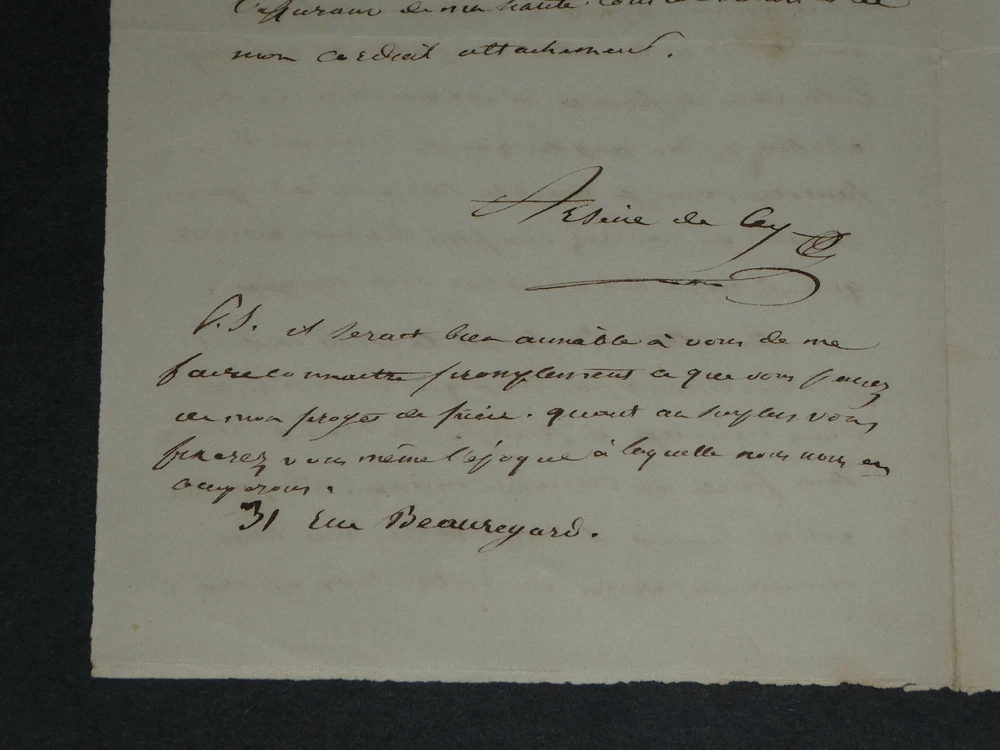 l'assurance de ma haute considération et de
mon cordial attachement.
Arsène de Cey
P.S. il serait bien aimable à vous de me
faire connaitre promptement ce que vous pensez
de mon projet de pièce. quant au surplus vous
fixerez vous même l'époque à laquelle nous nous en
occuperons.
31 rue Beauregard.